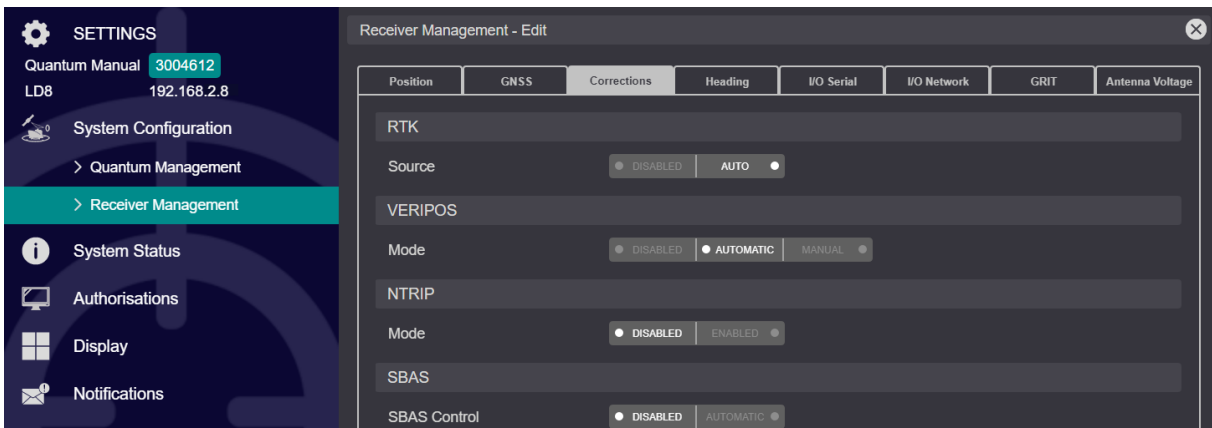 SETTINGS
Quantum Manual 3004612
LD8 192.168.2.8
System Configuration
> Quantum Management
> Receiver Management
System Status
Authorisations
Display
Notifications
Receiver Management - Edit
Position GNSS Corrections Heading I/O Serial I/O Network GRIT Antenna Voltage
RTK
Source DISABLED AUTO
VERIPOS
Mode DISABLED AUTOMATIC MANUAL
NTRIP
Mode DISABLED ENABLED
SBAS
SBAS Control DISABLED AUTOMATIC